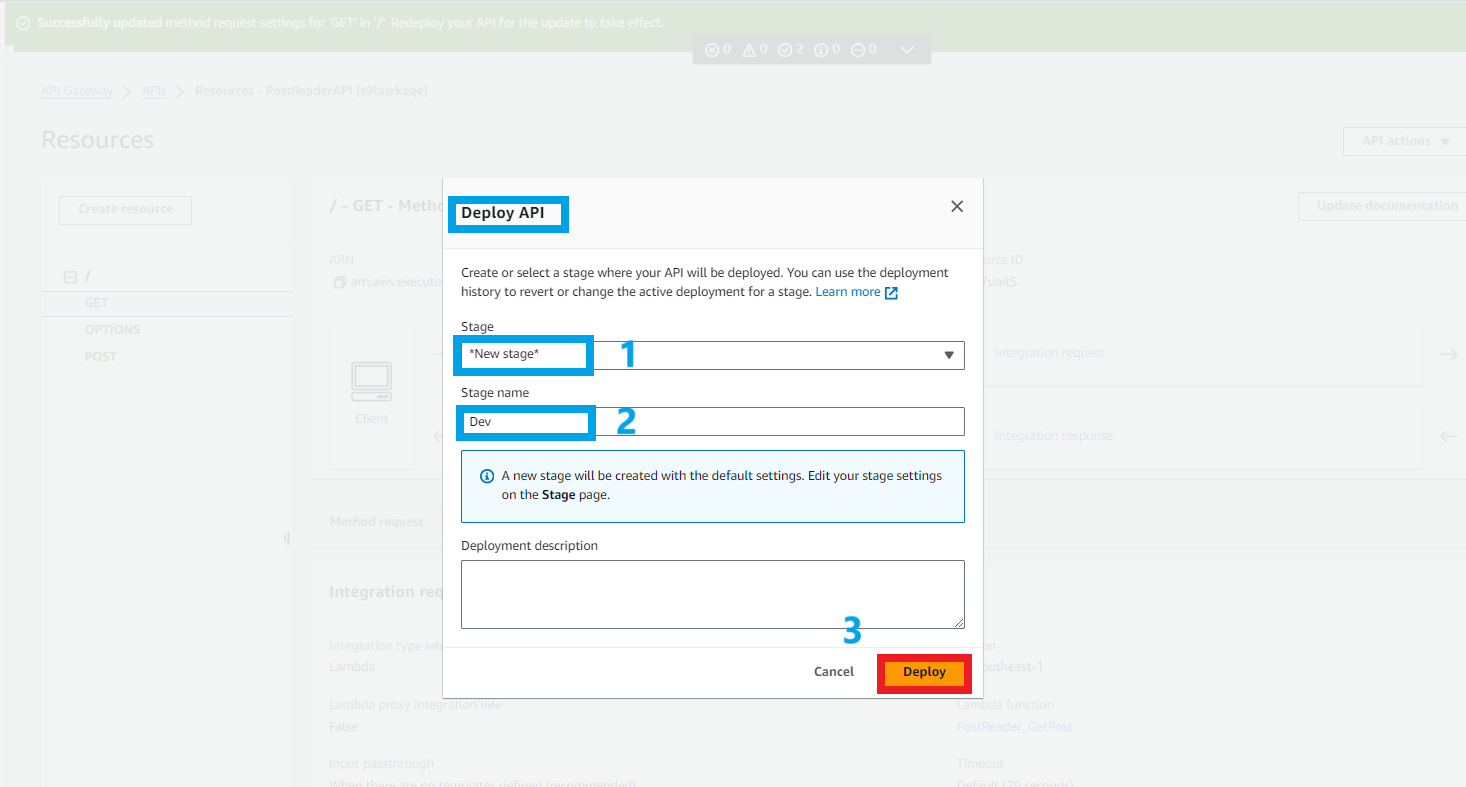 Successfully updated method request settings for 'GET' in '/'. Redeploy your API for the update to take effect.
0 0 2 0 0
API Gateway APIs Resources - PostReaderAPI (s9lasrkzqe)
Resources
API actions
Create resource
/ - GET - Metho
Update documentation
Deploy API
ARN
urce ID
arn:aws:execute
7uait5
Create or select a stage where your API will be deployed. You can use the deployment
history to revert or change the active deployment for a stage. Learn more
/
GET
OPTIONS
POST
Client
Stage
*New stage*
1
Integration request
Stage name
Dev
2
Integration response
A new stage will be created with the default settings. Edit your stage settings
on the Stage page.
Method request
Deployment description
3
Cancel
Deploy
Integration req
Integration type Info
on
Lambda
outheast-1
Lambda proxy integration Info
Lambda function
False
PostReader_GetPost
Input passthrough
Timeout
When there are no templates defined (recommended)
Default (29 seconds)